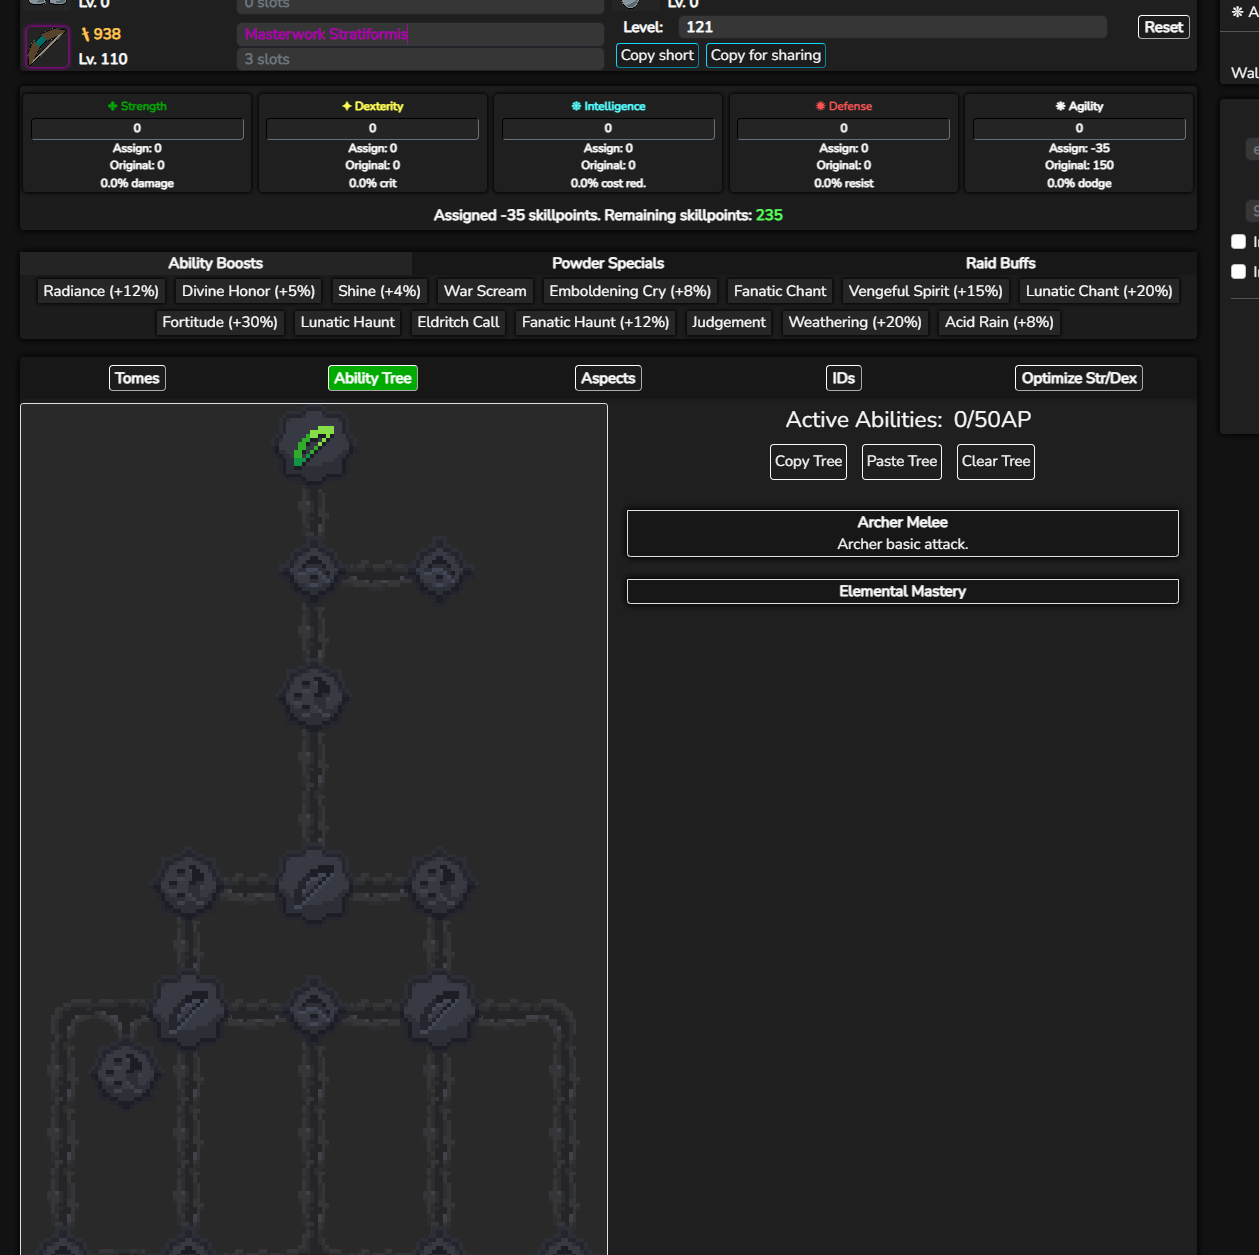 Lv. 0
0 slots
Lv. 0
938
Masterwork Stratiformis
Lv. 110
3 slots
Level: 121
Reset
Copy short
Copy for sharing
Wal
✤ Strength
0
Assign: 0
Original: 0
0.0% damage
✦ Dexterity
0
Assign: 0
Original: 0
0.0% crit
❉ Intelligence
0
Assign: 0
Original: 0
0.0% cost red.
✹ Defense
0
Assign: 0
Original: 0
0.0% resist
❋ Agility
0
Assign: -35
Original: 150
0.0% dodge
Assigned -35 skillpoints. Remaining skillpoints: 235
Ability Boosts
Powder Specials
Raid Buffs
Radiance (+12%)
Divine Honor (+5%)
Shine (+4%)
War Scream
Emboldening Cry (+8%)
Fanatic Chant
Vengeful Spirit (+15%)
Lunatic Chant (+20%)
Fortitude (+30%)
Lunatic Haunt
Eldritch Call
Fanatic Haunt (+12%)
Judgement
Weathering (+20%)
Acid Rain (+8%)
Tomes
Ability Tree
Aspects
IDs
Optimize Str/Dex
Active Abilities: 0/50AP
Copy Tree
Paste Tree
Clear Tree
Archer Melee
Archer basic attack.
Elemental Mastery